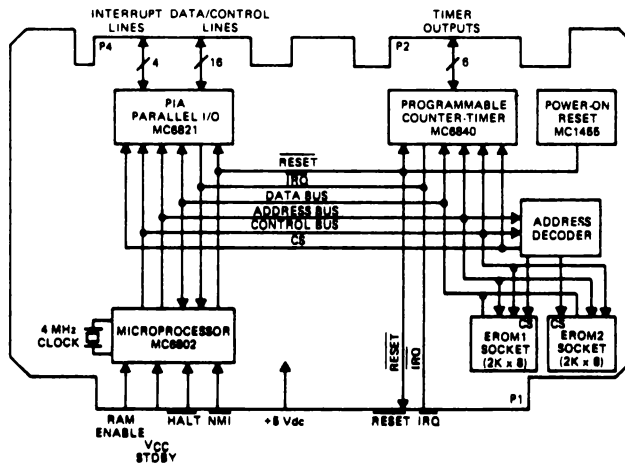 INTERRUPT DATA/CONTROL
LINES LINES
TIMER
OUTPUTS
P4
P2
4
16
6
PIA
PARALLEL I/O
MC6821
PROGRAMMABLE
COUNTER-TIMER
MC6840
POWER-ON
RESET
MC1455
RESET
IRQ
DATA BUS
ADDRESS BUS
CONTROL BUS
CS
ADDRESS
DECODER
4 MHz
CLOCK
MICROPROCESSOR
MC6802
RESET
IRQ
CS
CS
EROM1
SOCKET
(2K x 8)
EROM2
SOCKET
(2K x 8)
P1
RAM
ENABLE
VCC
STDBY
HALT
NMI
+5 Vdc
RESET
IRQ